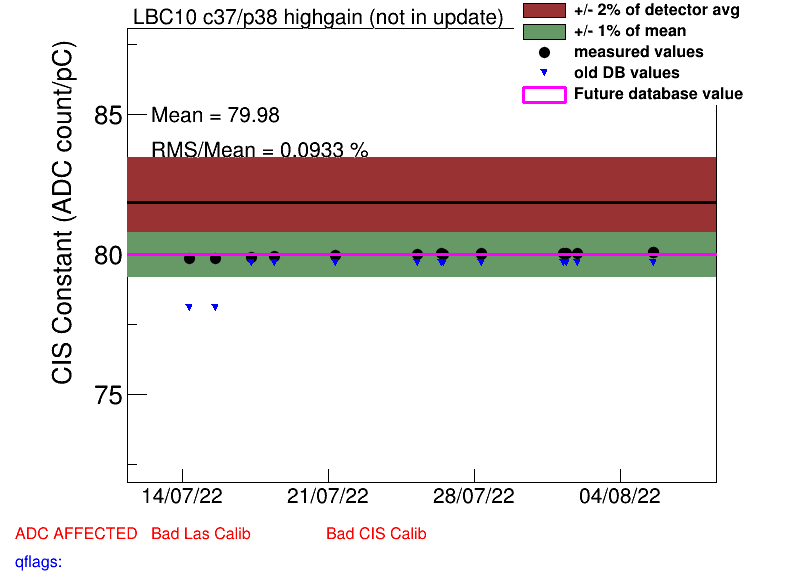 LBC10 c37/p38 highgain (not in update)
+/- 2% of detector avg
+/- 1% of mean
measured values
old DB values
Future database value
CIS Constant (ADC count/pC)
85
80
75
Mean = 79.98
RMS/Mean = 0.0933 %
14/07/22 21/07/22 28/07/22 04/08/22
ADC AFFECTED Bad Las Calib Bad CIS Calib
qflags: